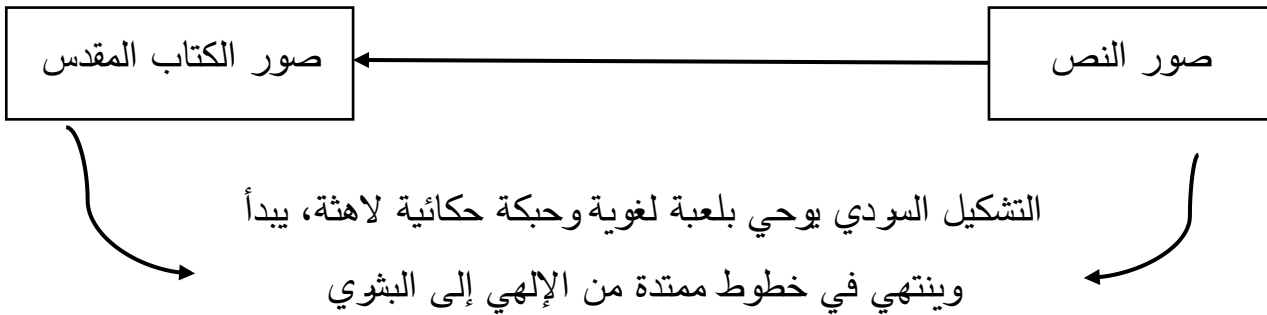 صور النص
صور الكتاب المقدس
التشكيل السردي يوحي بلعبة لغوية وحبكة حكائية لاهثة، يبدأ
وينتهي في خطوط ممتدة من الإلهي إلى البشري